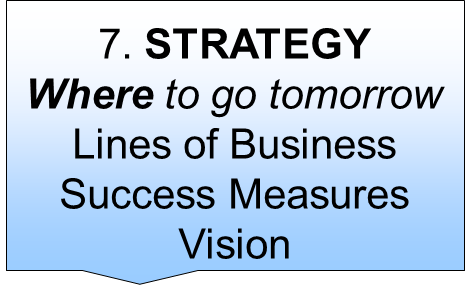 7. STRATEGY
Where to go tomorrow
Lines of Business
Success Measures
Vision